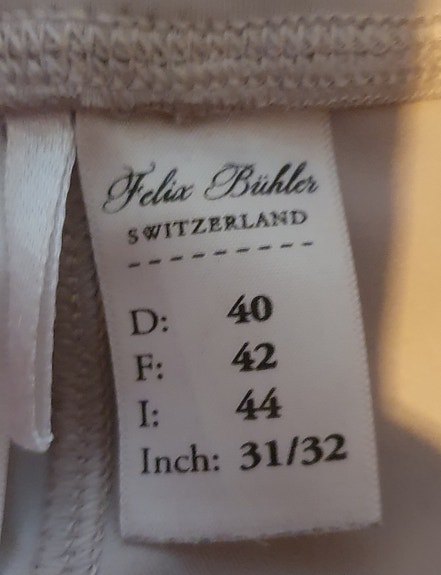 Felix Bühler
SWITZERLAND
---------
D: 40
F: 42
I: 44
Inch: 31/32